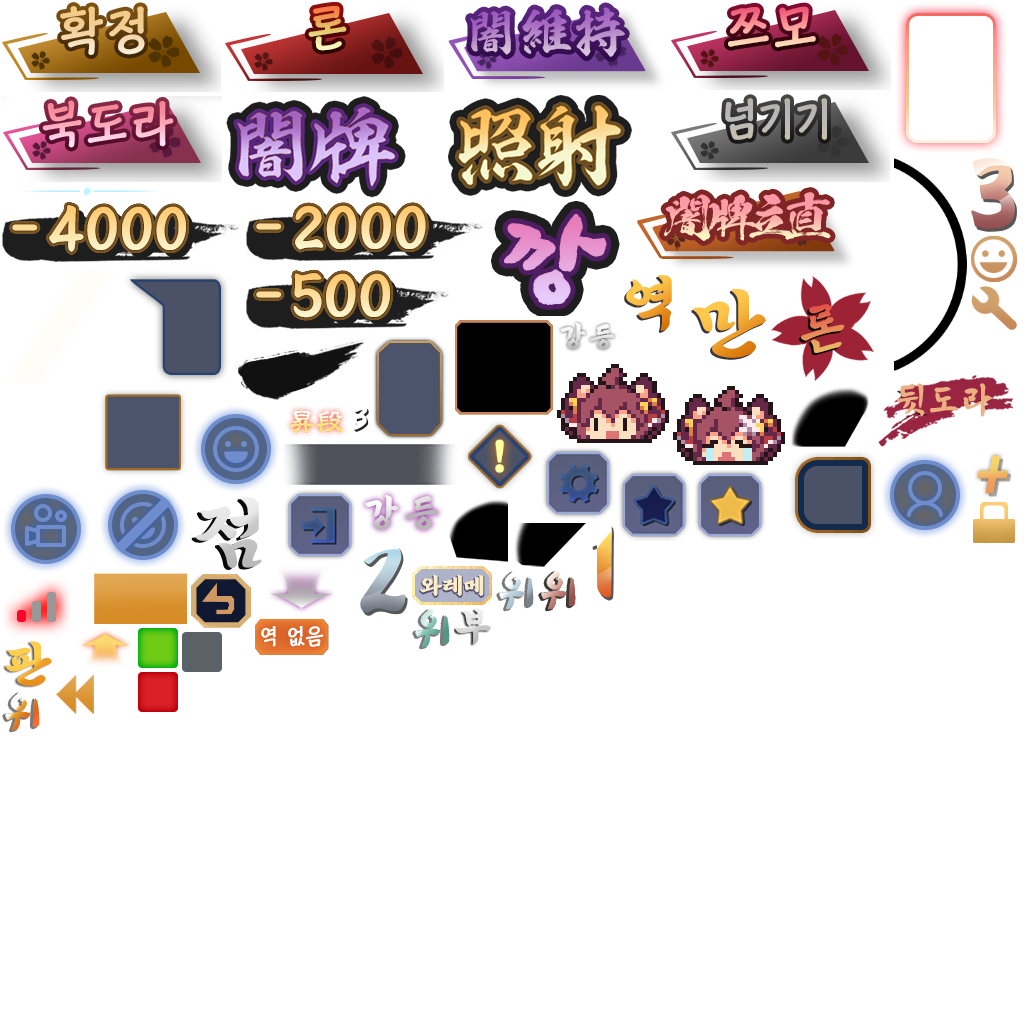 확정
론
闇維持
쯔모
북도라
闇牌
照射
넘기기
3
-4000
-2000
깡
闇牌立直
-500
역
만
론
강등
뒷도라
昇段 3
!
점
강등
2
와레메
위
위
1
위부
역 없음
판
위